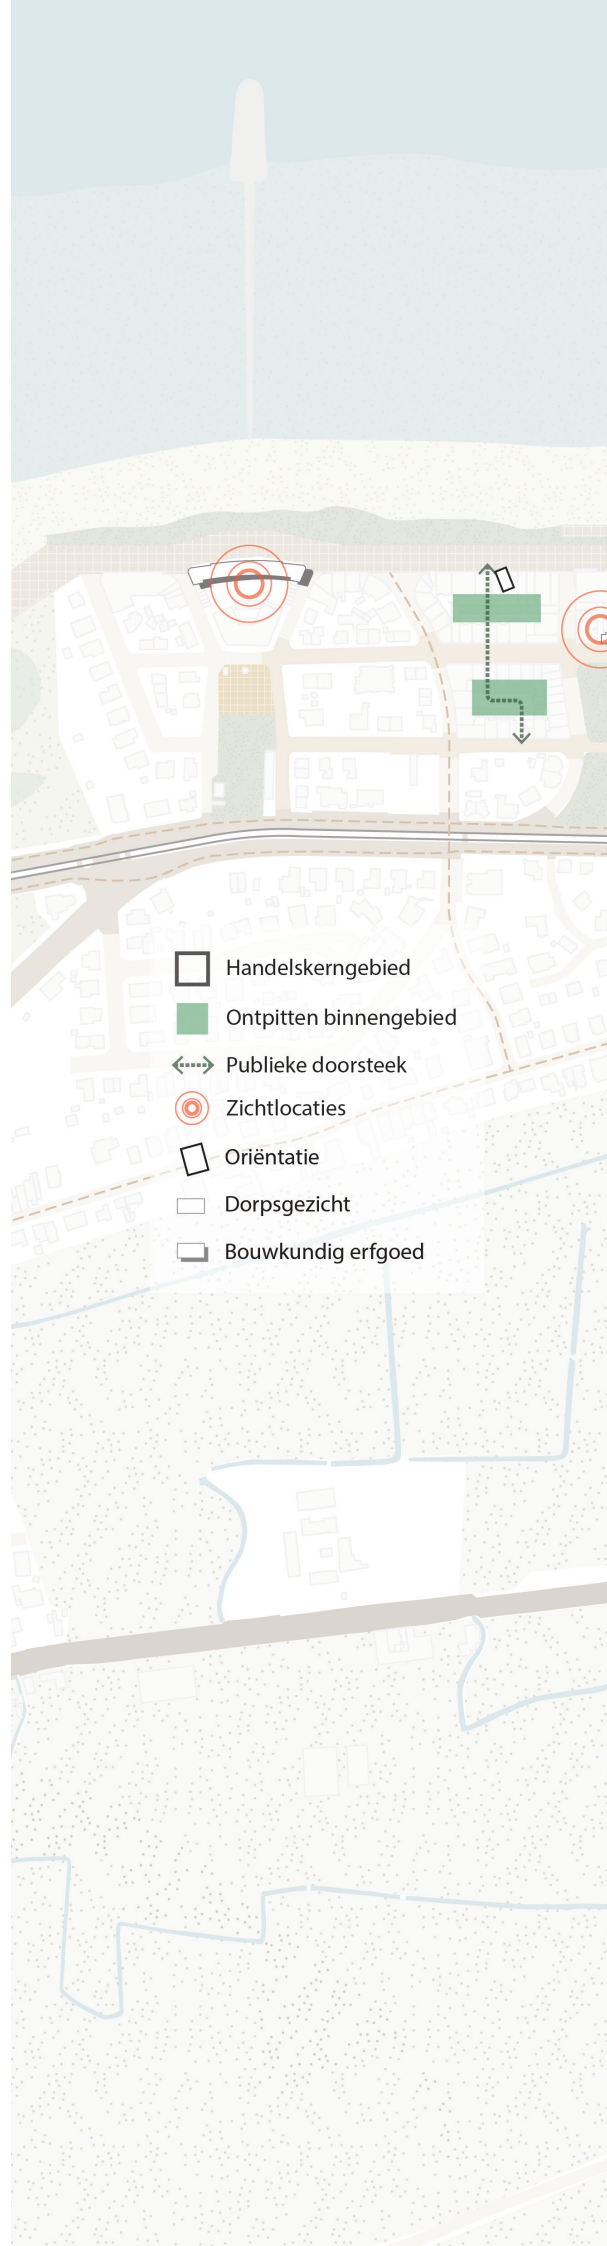 Handelskerngebied
Ontpitten binnengebied
Publieke doorsteek
Zichtlocaties
Oriëntatie
Dorpsgezicht
Bouwkundig erfgoed